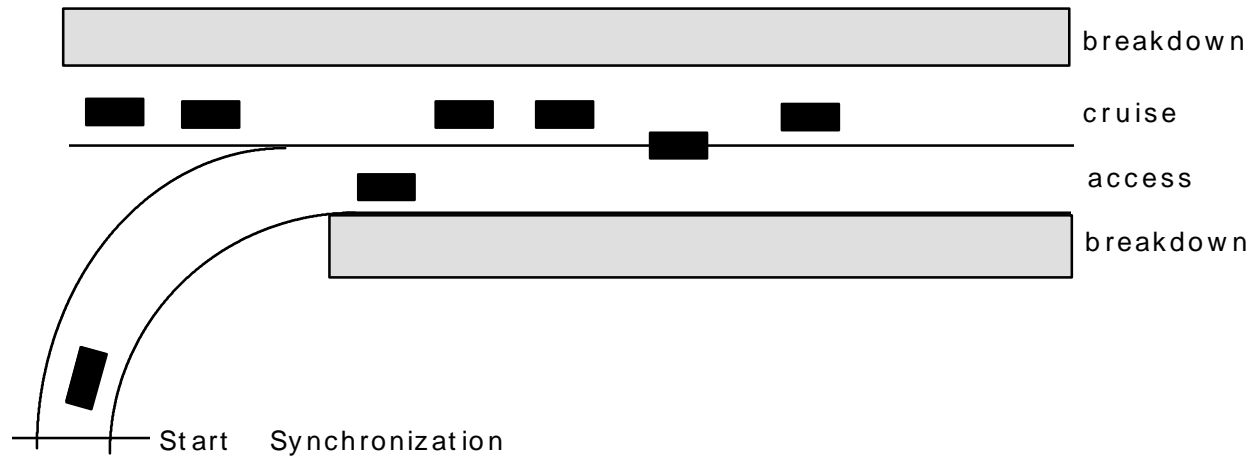 breakdown
cruise
access
breakdown
Start Synchronization